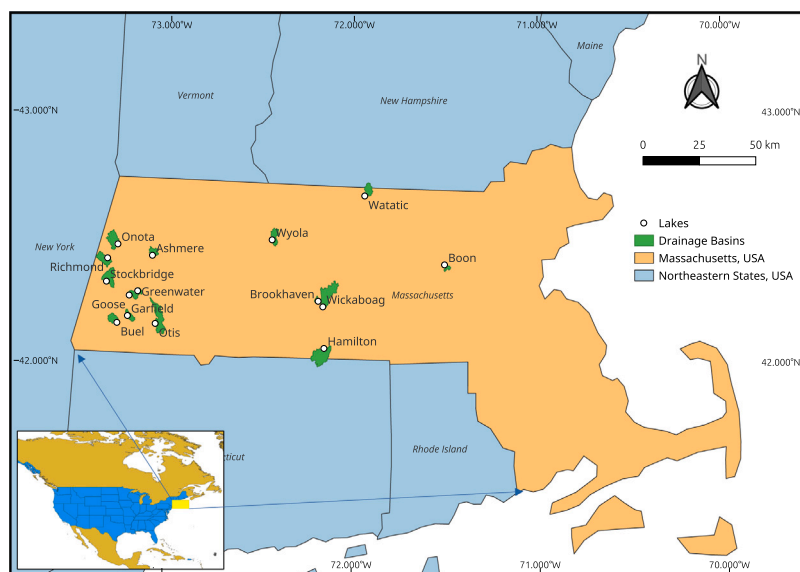 73.000°W 72.000°W 71.000°W 70.000°W
Maine
Vermont
New Hampshire
N
43.000°N 43.000°N
0 25 50 km
Watatic
Lakes
Drainage Basins
Massachusetts, USA
Northeastern States, USA
Onota
Wyola
New York
Ashmere
Boon
Richmond
Stockbridge
Greenwater
Brookhaven
Wickaboag
Massachusetts
Goose
Garfield
Buel
Otis
Hamilton
42.000°N 42.000°N
Rhode Island
cticut
72.000°W 71.000°W 70.000°W